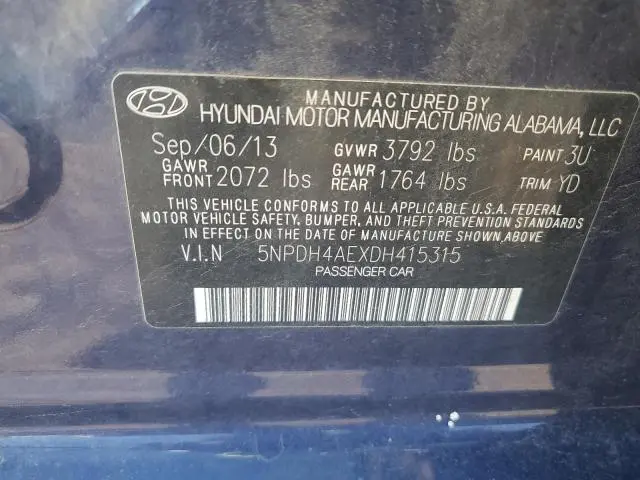 MANUFACTURED BY
HYUNDAI MOTOR MANUFACTURING ALABAMA, LLC
Sep/06/13 GVWR 3792 lbs PAINT 3U
GAWR FRONT 2072 lbs GAWR REAR 1764 lbs TRIM YD
THIS VEHICLE CONFORMS TO ALL APPLICABLE U.S.A. FEDERAL
MOTOR VEHICLE SAFETY, BUMPER, AND THEFT PREVENTION STANDARDS
IN EFFECT ON THE DATE OF MANUFACTURE SHOWN ABOVE.
V.I.N 5NPDH4AEXDH415315
PASSENGER CAR